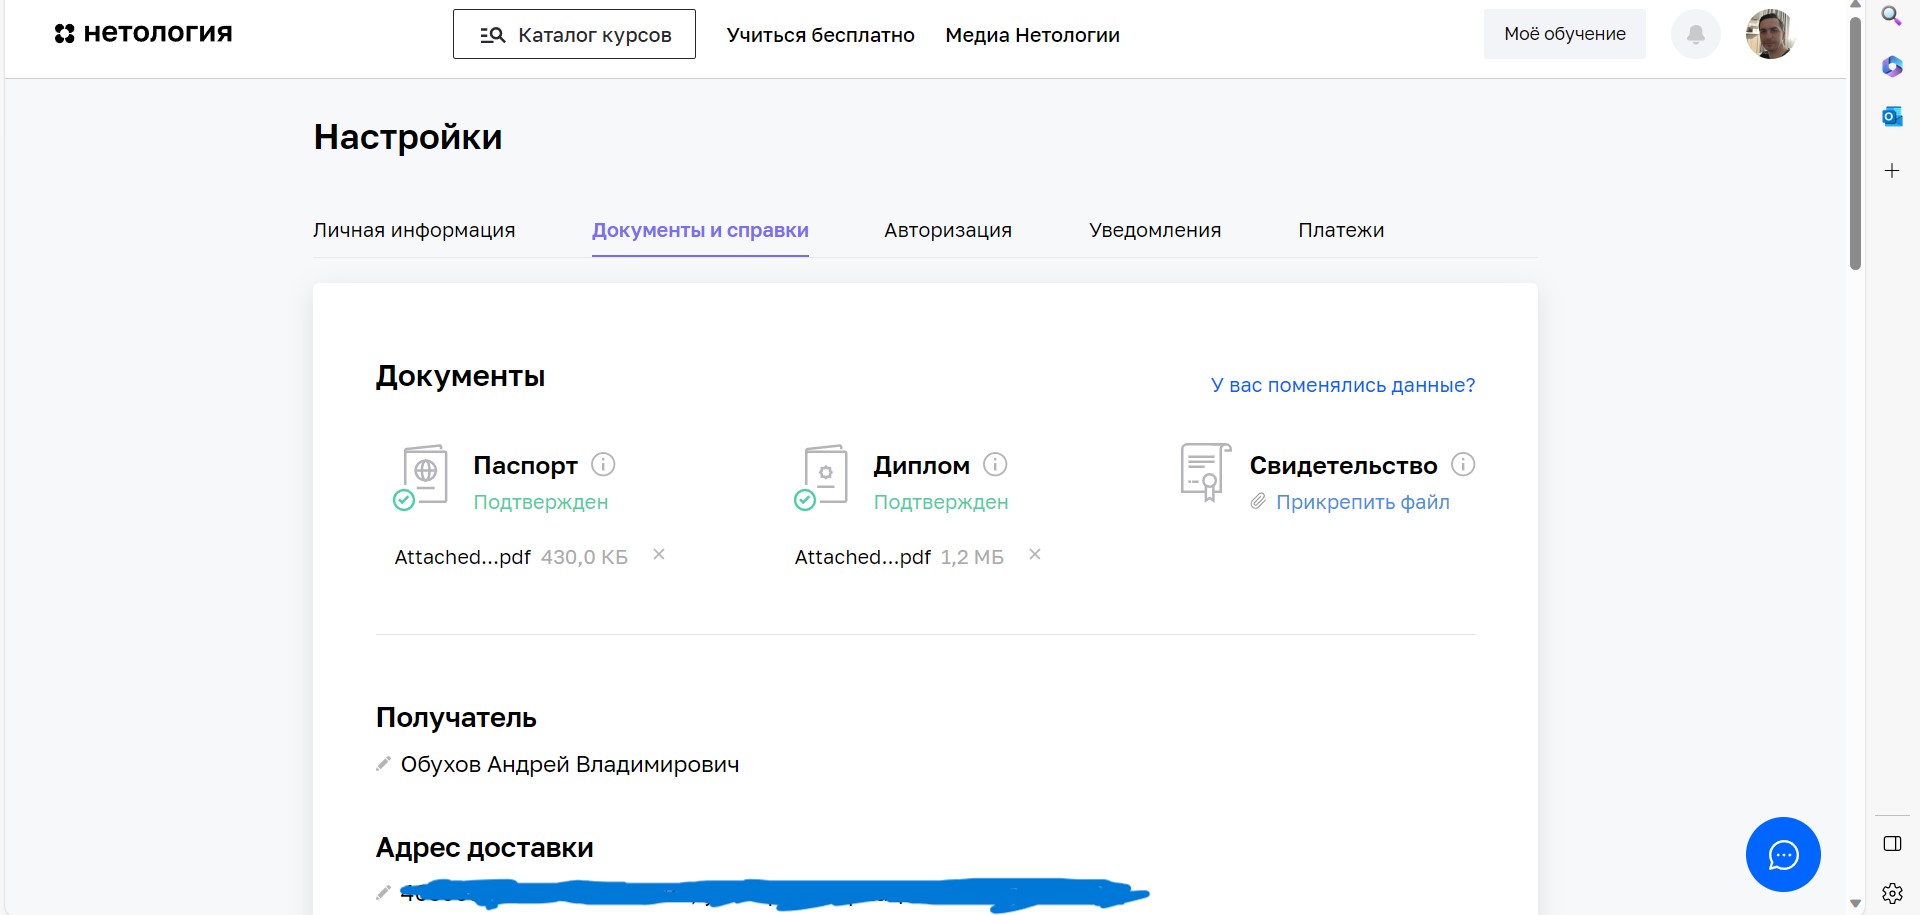 нетология
Каталог курсов
Учиться бесплатно
Медиа Нетологии
Моё обучение
Настройки
Личная информация
Документы и справки
Авторизация
Уведомления
Платежи
Документы
У вас поменялись данные?
Паспорт
Подтвержден
Attached...pdf 430,0 КБ
Диплом
Подтвержден
Attached...pdf 1,2 МБ
Свидетельство
Прикрепить файл
Получатель
Обухов Андрей Владимирович
Адрес доставки